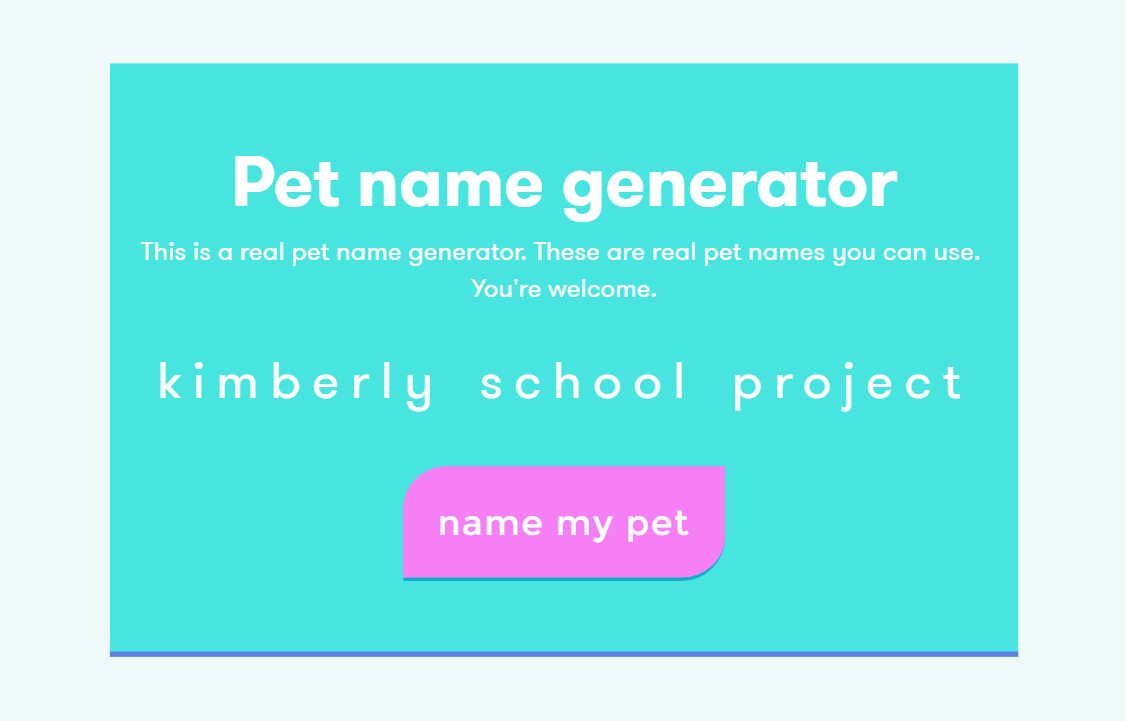 Pet name generator
This is a real pet name generator. These are real pet names you can use.
You're welcome.
kimberly school project
name my pet